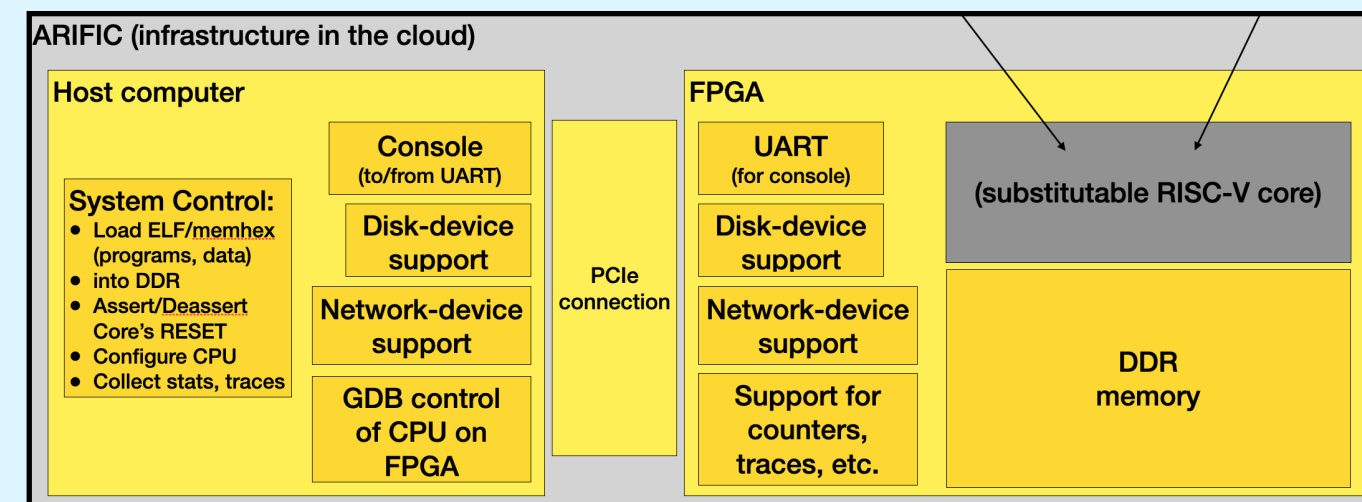 ARIFIC (infrastructure in the cloud)
Host computer
System Control:
• Load ELF/memhex
(programs, data)
• into DDR
• Assert/Deassert
Core's RESET
• Configure CPU
• Collect stats, traces
Console
(to/from UART)
Disk-device
support
Network-device
support
GDB control
of CPU on
FPGA
PCIe
connection
FPGA
UART
(for console)
Disk-device
support
Network-device
support
Support for
counters,
traces, etc.
(substitutable RISC-V core)
DDR
memory